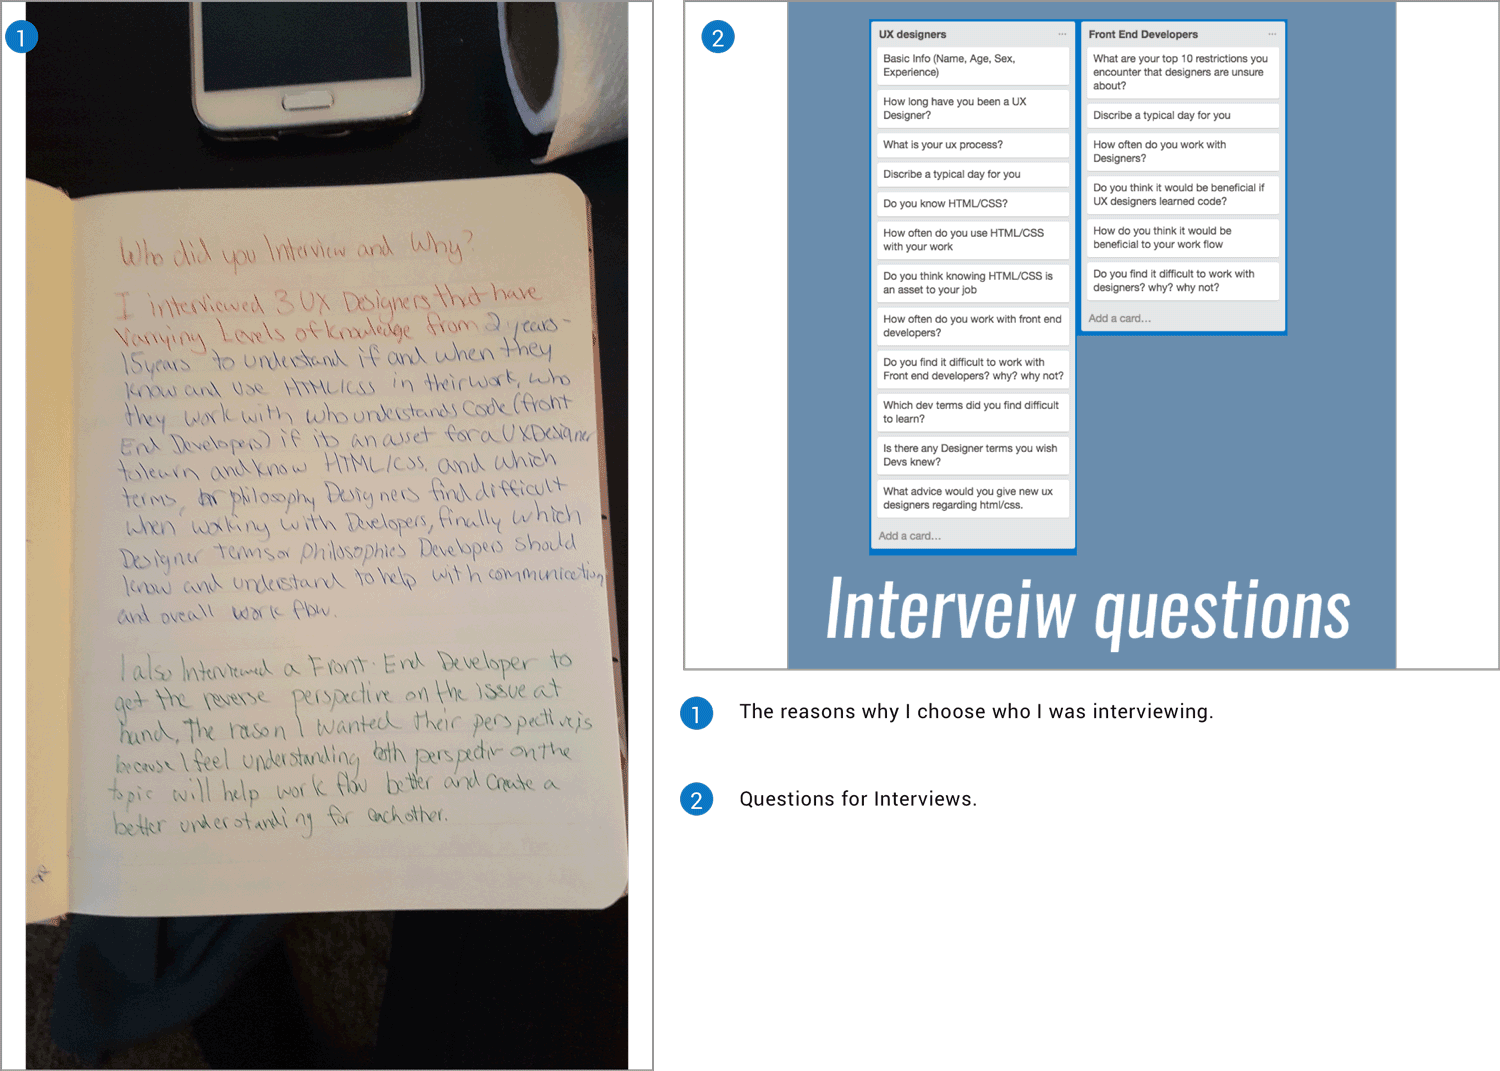 1
Who did you Interview and Why?
I interviewed 3 UX Designers that have
Varrying Levels of knowledge from 2 years-
15years to understand if and when they
know and use HTML/CSS in their work, who
they work with who understands code (front
End Developers) if its an asset for a UX Designer
to learn and know HTML/CSS. and which
terms, or philosophy Designers find difficult
when working with Developers, finally which
Designer terms or philosophies Developers should
know and understand to help with communication
and overall work flow.
I also Interviewed a Front-End Developer to
get the reverse perspective on the issue at
hand, The reason I wanted their perspective is
because I feel understanding both perspectiv on the
topic will help work flow better and create a
better understanding for eachother.
2
UX designers
Basic Info (Name, Age, Sex,
Experience)
How long have you been a UX
Designer?
What is your ux process?
Discribe a typical day for you
Do you know HTML/CSS?
How often do you use HTML/CSS
with your work
Do you think knowing HTML/CSS is
an asset to your job
How often do you work with front end
developers?
Do you find it difficult to work with
Front end developers? why? why not?
Which dev terms did you find difficult
to learn?
Is there any Designer terms you wish
Devs knew?
What advice would you give new ux
designers regarding html/css.
Add a card...
Front End Developers
What are your top 10 restrictions you
encounter that designers are unsure
about?
Discribe a typical day for you
How often do you work with
Designers?
Do you think it would be beneficial if
UX designers learned code?
How do you think it would be
beneficial to your work flow
Do you find it difficult to work with
designers? why? why not?
Add a card...
Interveiw questions
1 The reasons why I choose who I was interviewing.
2 Questions for Interviews.